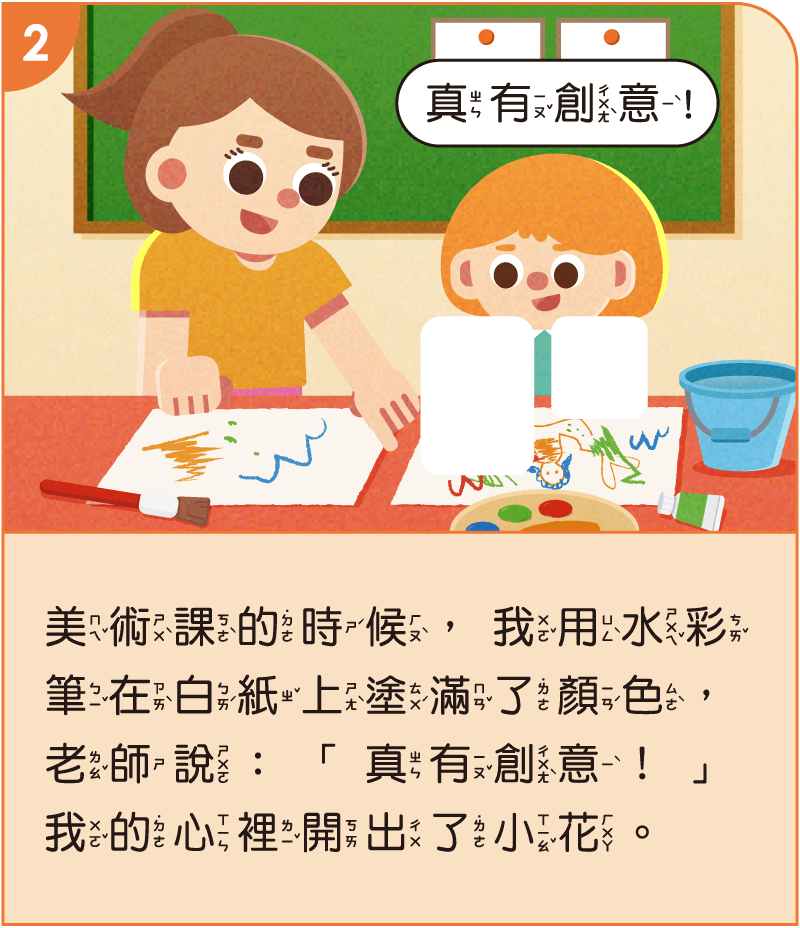 2
真有創意！
美術課的時候，我用水彩
筆在白紙上塗滿了顏色，
老師說：「真有創意！」
我的心裡開出了小花。